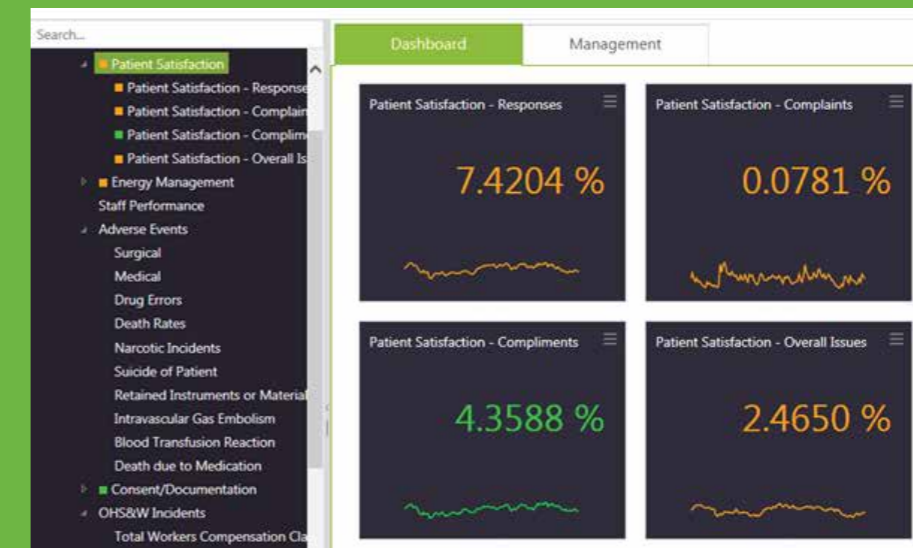 Search...
Patient Satisfaction
Patient Satisfaction - Response
Patient Satisfaction - Complain
Patient Satisfaction - Complim
Patient Satisfaction - Overall Is
Energy Management
Staff Performance
Adverse Events
Surgical
Medical
Drug Errors
Death Rates
Narcotic Incidents
Suicide of Patient
Retained Instruments or Material
Intravascular Gas Embolism
Blood Transfusion Reaction
Death due to Medication
Consent/Documentation
OHS&W Incidents
Total Workers Compensation Cla
Dashboard
Management
Patient Satisfaction - Responses
7.4204 %
Patient Satisfaction - Complaints
0.0781 %
Patient Satisfaction - Compliments
4.3588 %
Patient Satisfaction - Overall Issues
2.4650 %